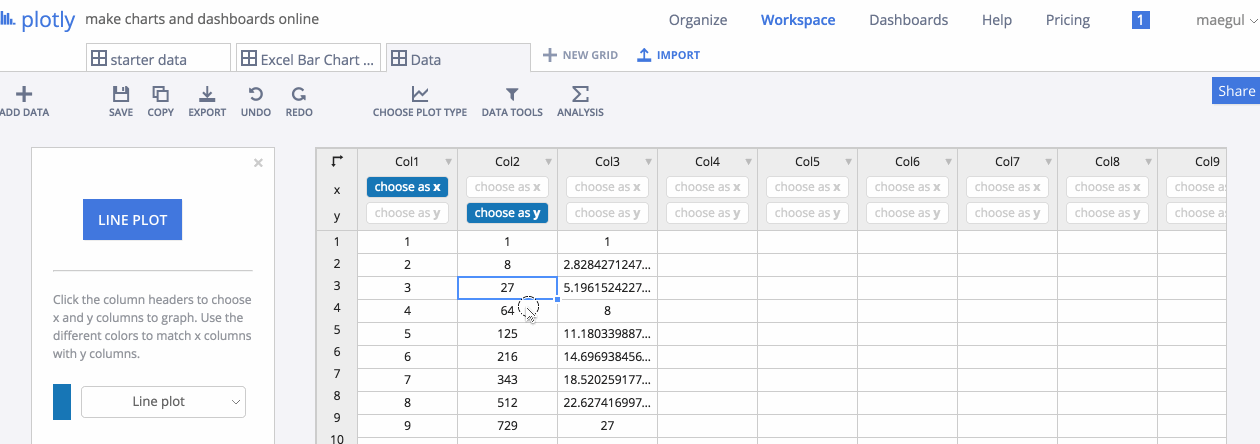 plotly make charts and dashboards online Organize Workspace Dashboards Help Pricing 1 maegul
starter data Excel Bar Chart ... Data NEW GRID IMPORT
ADD DATA SAVE COPY EXPORT UNDO REDO CHOOSE PLOT TYPE DATA TOOLS ANALYSIS Share
LINE PLOT
Click the column headers to choose
x and y columns to graph. Use the
different colors to match x columns
with y columns.
Line plot
Col1 Col2 Col3 Col4 Col5 Col6 Col7 Col8 Col9
x choose as x choose as x choose as x choose as x choose as x choose as x choose as x choose as x choose as
y choose as y choose as y choose as y choose as y choose as y choose as y choose as y choose as y choose as
1 1 1 1
2 2 8 2.8284271247...
3 3 27 5.1961524227...
4 4 64 8
5 5 125 11.180339887...
6 6 216 14.696938456...
7 7 343 18.520259177...
8 8 512 22.627416997...
9 9 729 27
10